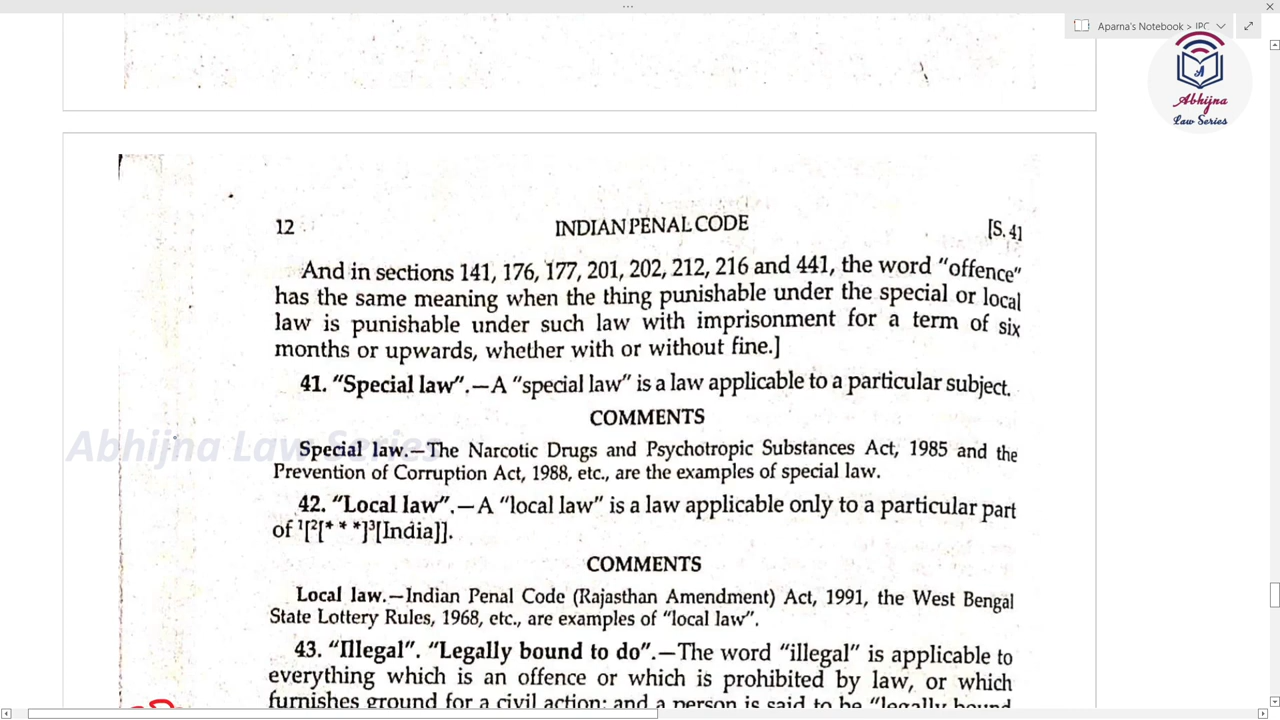 Aparna's Notebook > IPC
A
Abhijna
Law Series
12 INDIAN PENAL CODE [S. 41
And in sections 141, 176, 177, 201, 202, 212, 216 and 441, the word "offence"
has the same meaning when the thing punishable under the special or local
law is punishable under such law with imprisonment for a term of six
months or upwards, whether with or without fine.]
41. "Special law".—A "special law" is a law applicable to a particular subject.
COMMENTS
Abhijna Law Series
Special law.—The Narcotic Drugs and Psychotropic Substances Act, 1985 and the
Prevention of Corruption Act, 1988, etc., are the examples of special law.
42. "Local law".—A "local law" is a law applicable only to a particular part
of ¹[²[* * *]³[India]].
COMMENTS
Local law.—Indian Penal Code (Rajasthan Amendment) Act, 1991, the West Bengal
State Lottery Rules, 1968, etc., are examples of "local law".
43. "Illegal". "Legally bound to do".—The word "illegal" is applicable to
everything which is an offence or which is prohibited by law, or which
furnishes ground for a civil action; and a person is said to be "legally bound